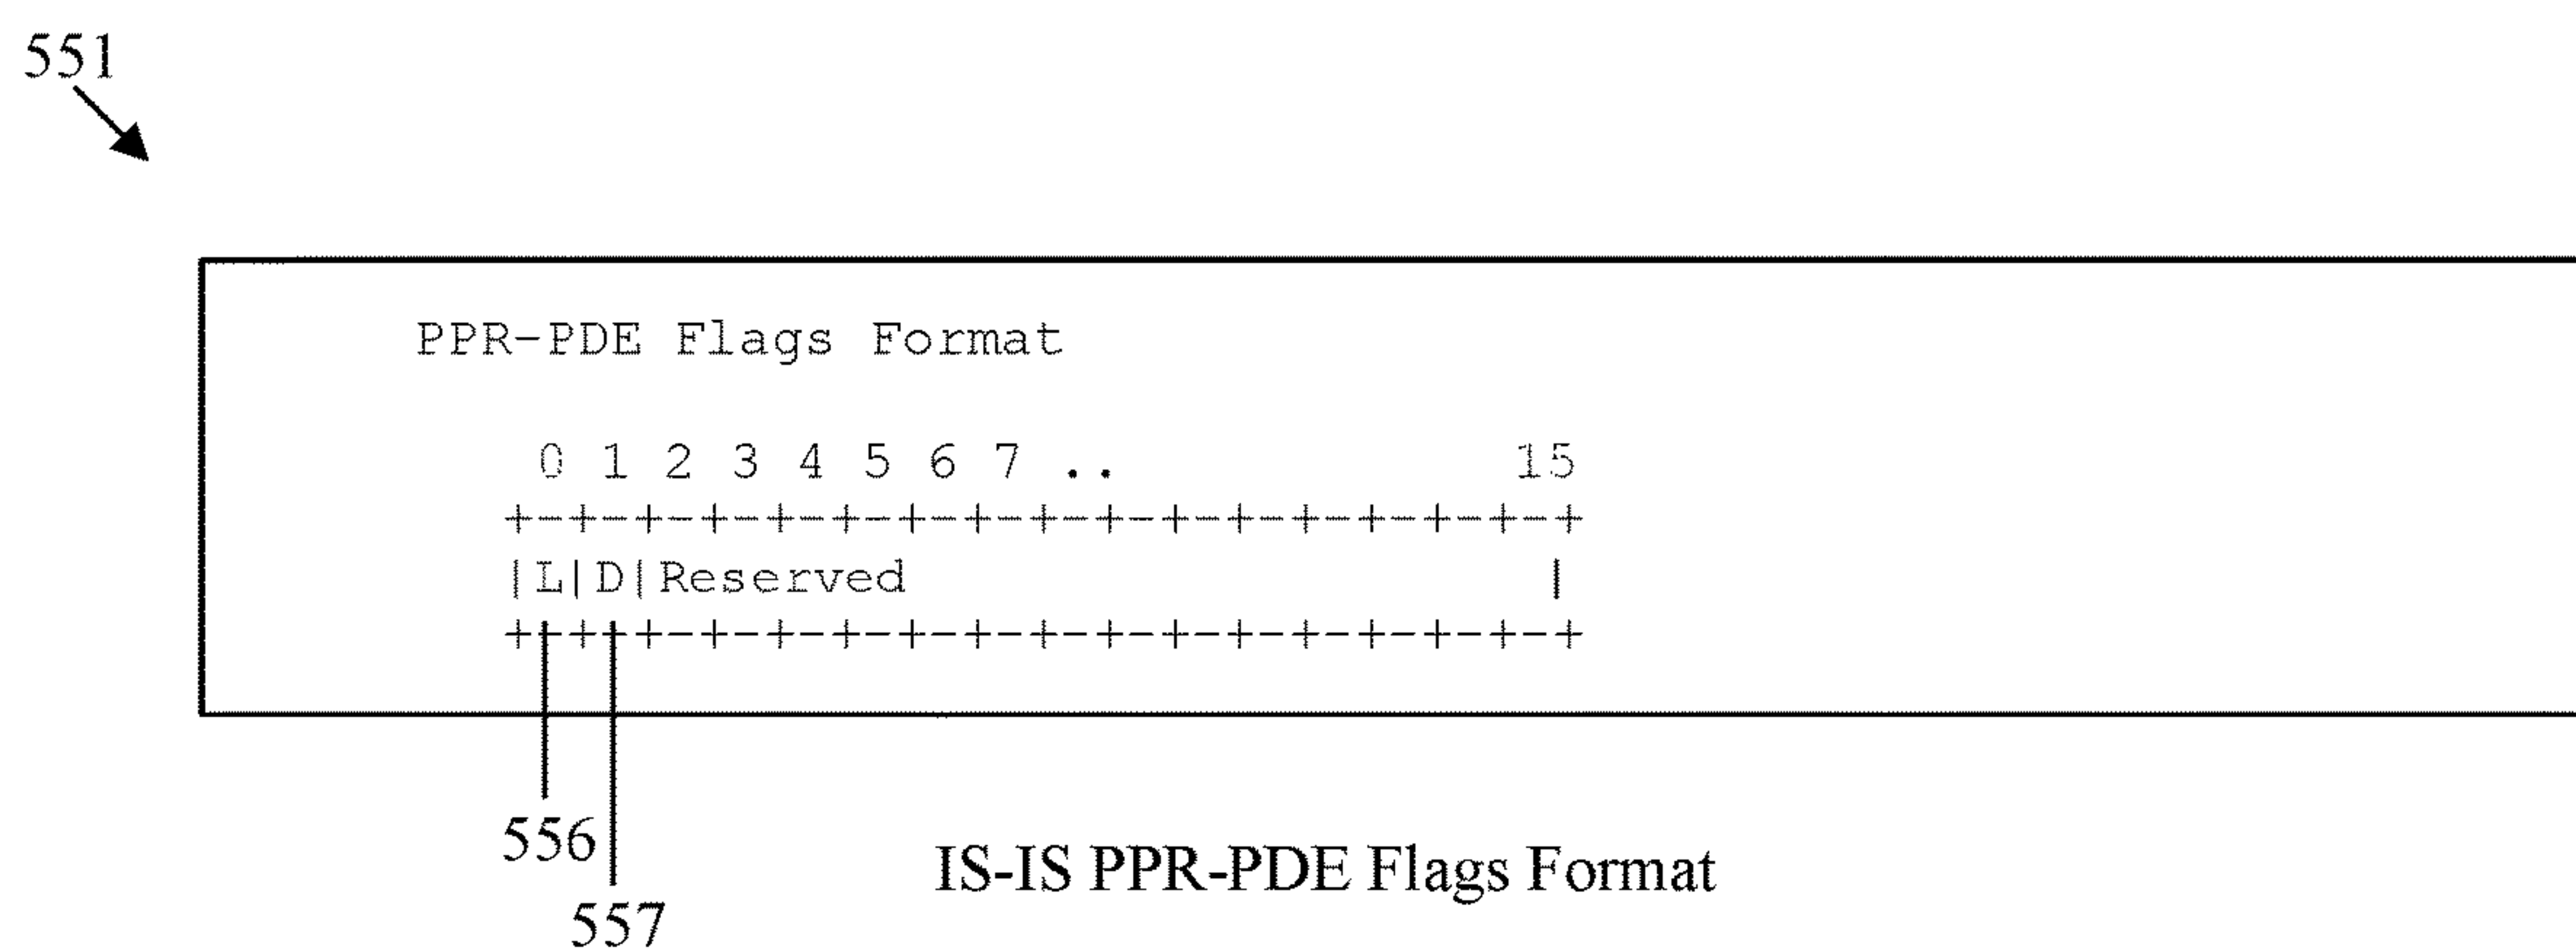 551
PPR-PDE Flags Format
0 1 2 3 4 5 6 7 .. 15
+-+-+-+-+-+-+-+-+-+-+-+-+-+-+-+-+
|L|D|Reserved |
+-+-+-+-+-+-+-+-+-+-+-+-+-+-+-+-+
556
557
IS-IS PPR-PDE Flags Format